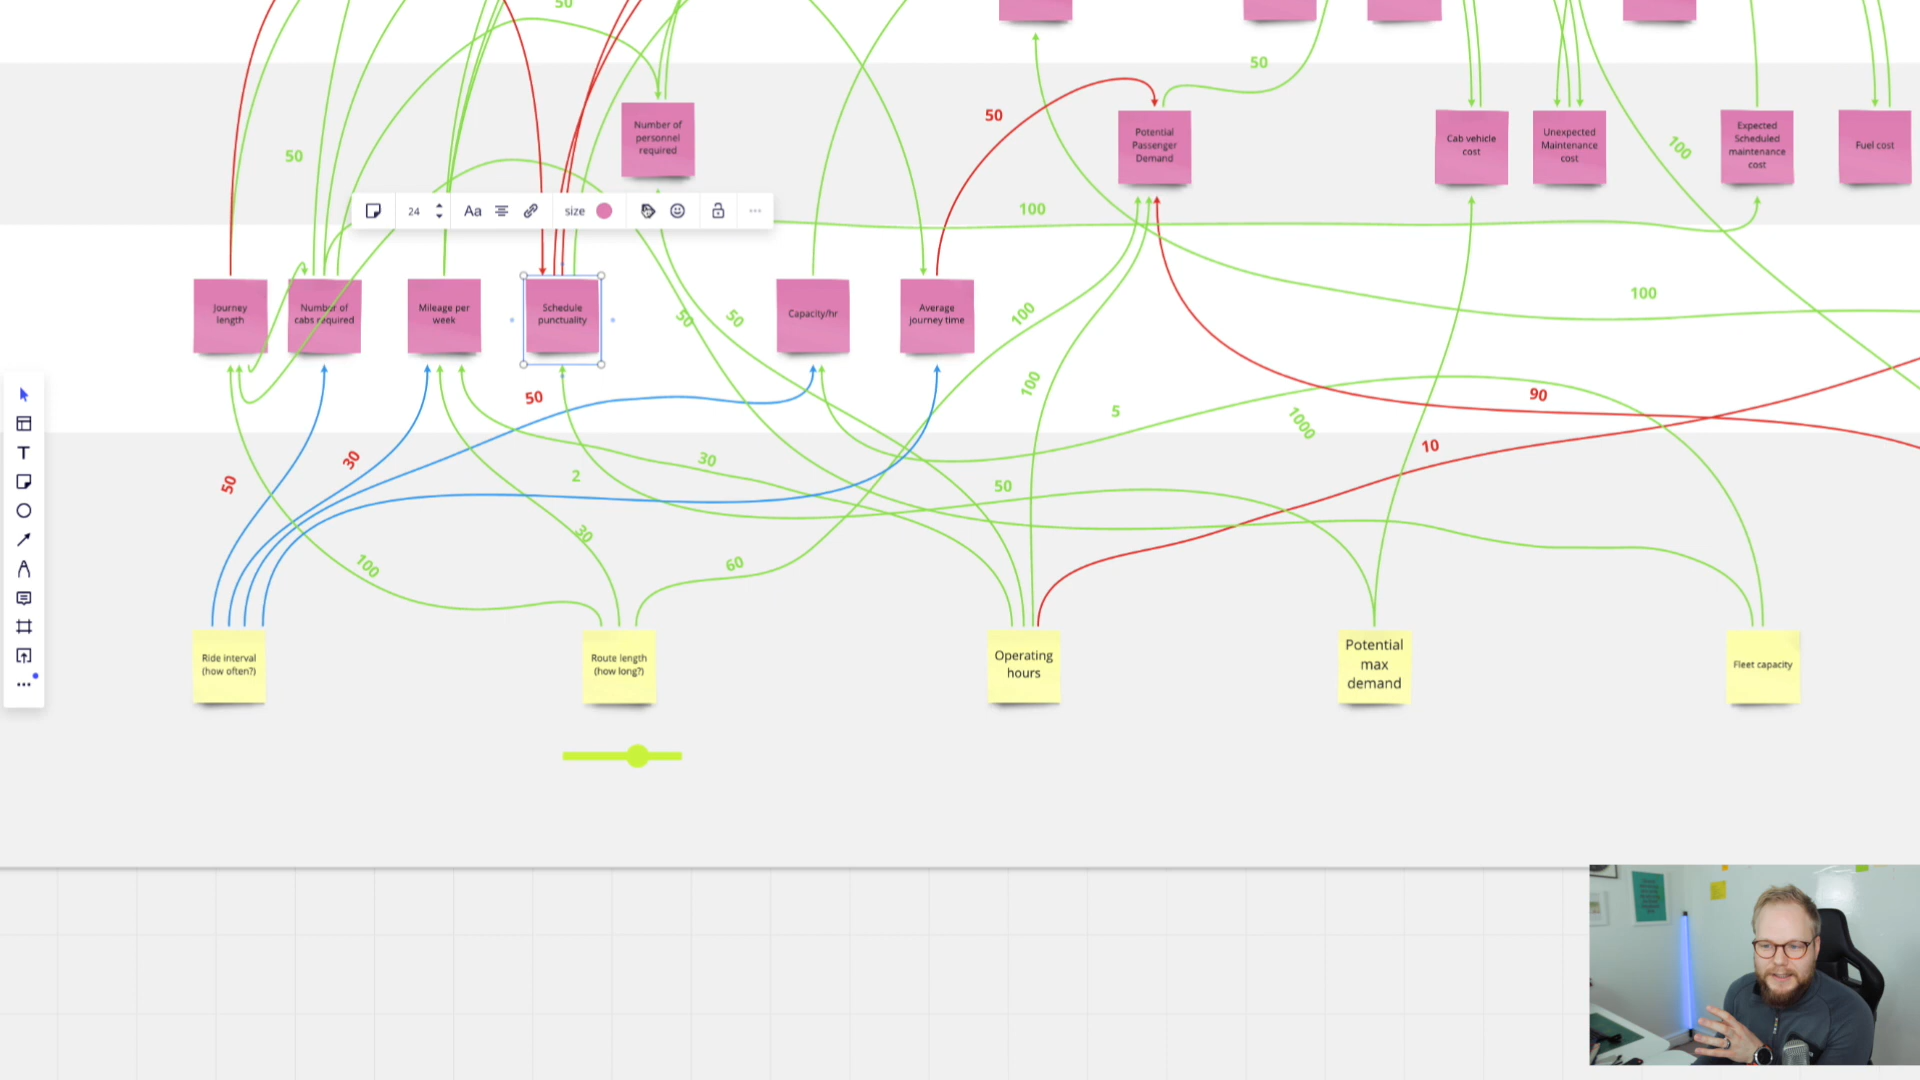 50
50
50
Number of
personnel
required
50
Potential
Passenger
Demand
Cab vehicle
cost
Unexpected
Maintenance
cost
100
Expected
Scheduled
maintenance
cost
Fuel cost
24
Aa
size
100
Journey
length
Number of
cabs required
Mileage per
week
Schedule
punctuality
50
50
Capacity/hr
Average
journey time
100
100
100
50
5
1000
90
10
50
30
2
30
50
100
30
60
Ride interval
(how often?)
Route length
(how long?)
Operating
hours
Potential
max
demand
Fleet capacity
T